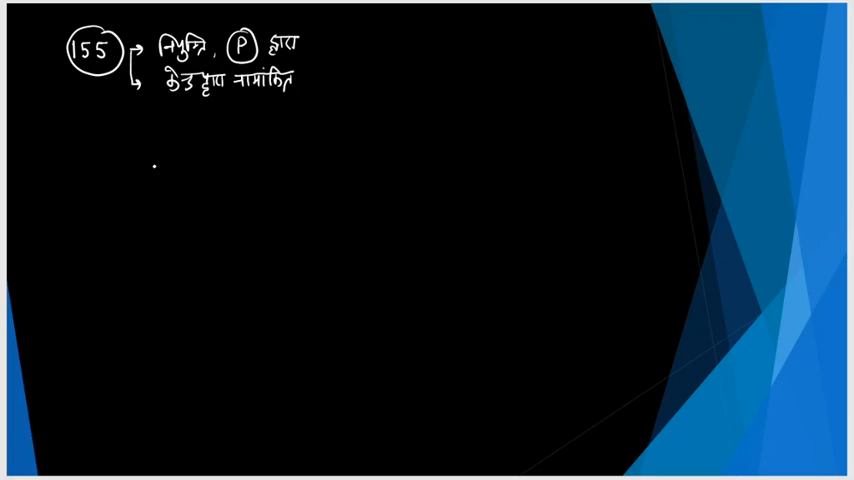 155 → नियुक्ति, P द्वारा
→ केन्द्र द्वारा नामांकित